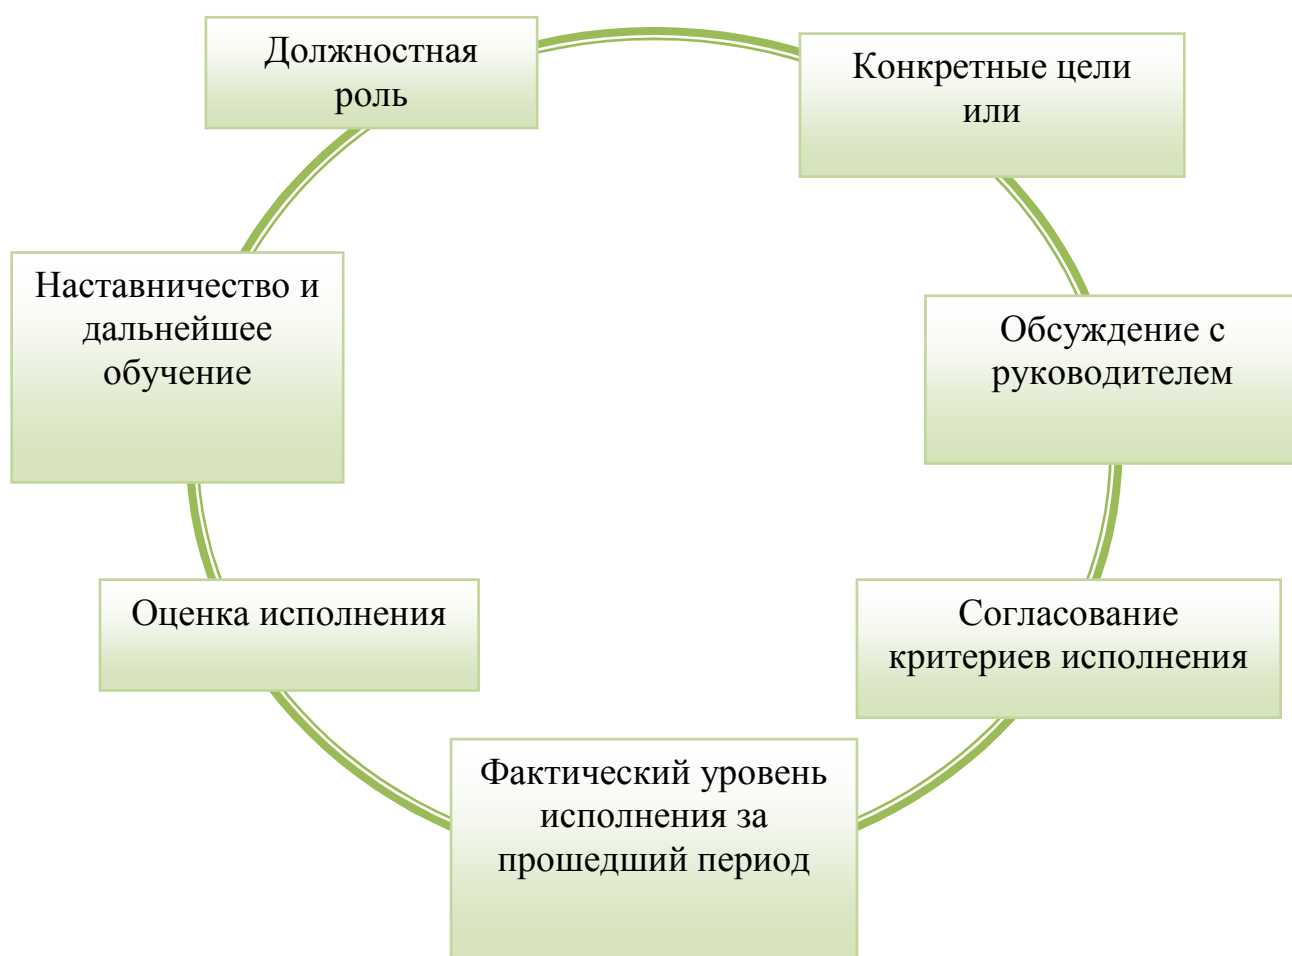 Должностная
роль
Конкретные цели
или
Обсуждение с
руководителем
Согласование
критериев исполнения
Фактический уровень
исполнения за
прошедший период
Оценка исполнения
Наставничество и
дальнейшее
обучение